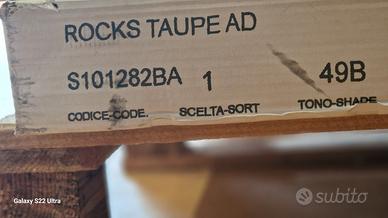 ROCKS TAUPE AD
S101282BA 1 49B
CODICE-CODE. SCELTA-SORT TONO-SHADE
Galaxy S22 Ultra
subito